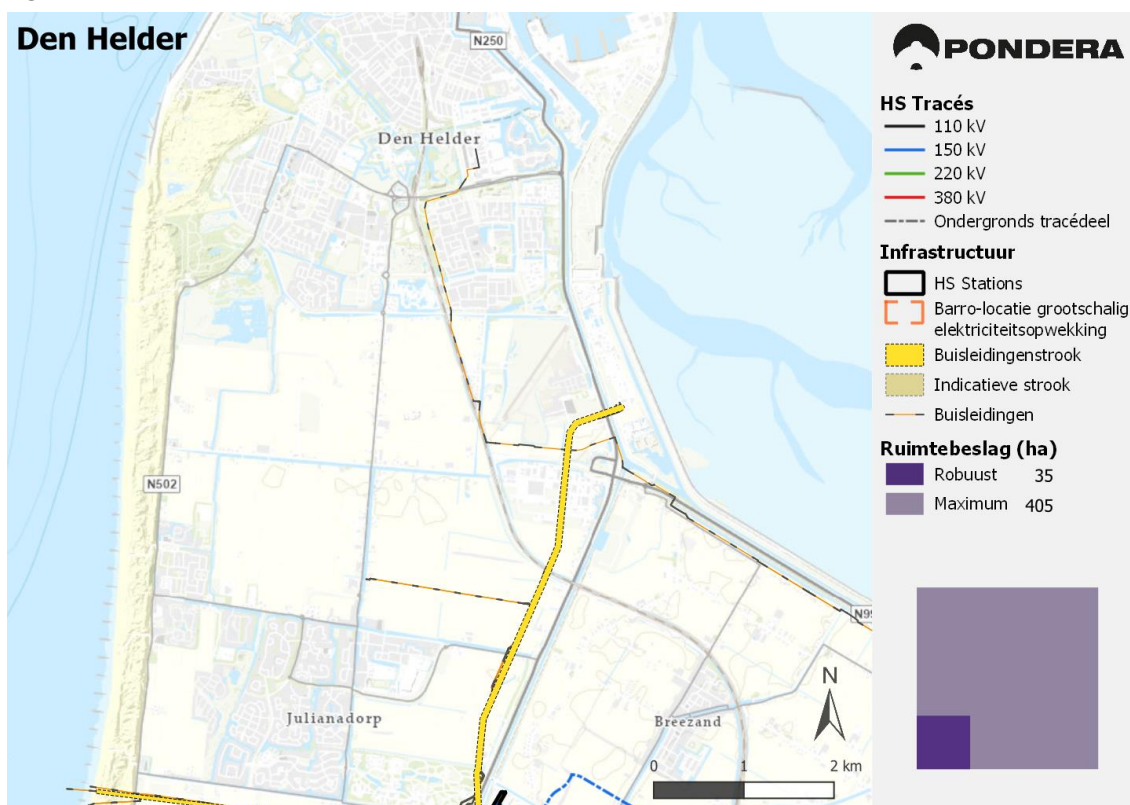 Den Helder
N250
Den Helder
N502
Julianadorp
Breezand
N99
N
0 1 2 km
PONDERA
HS Tracés
110 kV
150 kV
220 kV
380 kV
Ondergronds tracédeel
Infrastructuur
HS Stations
Barro-locatie grootschalig
elektriciteitsopwekking
Buisleidingenstrook
Indicatieve strook
Buisleidingen
Ruimtebeslag (ha)
Robuust 35
Maximum 405